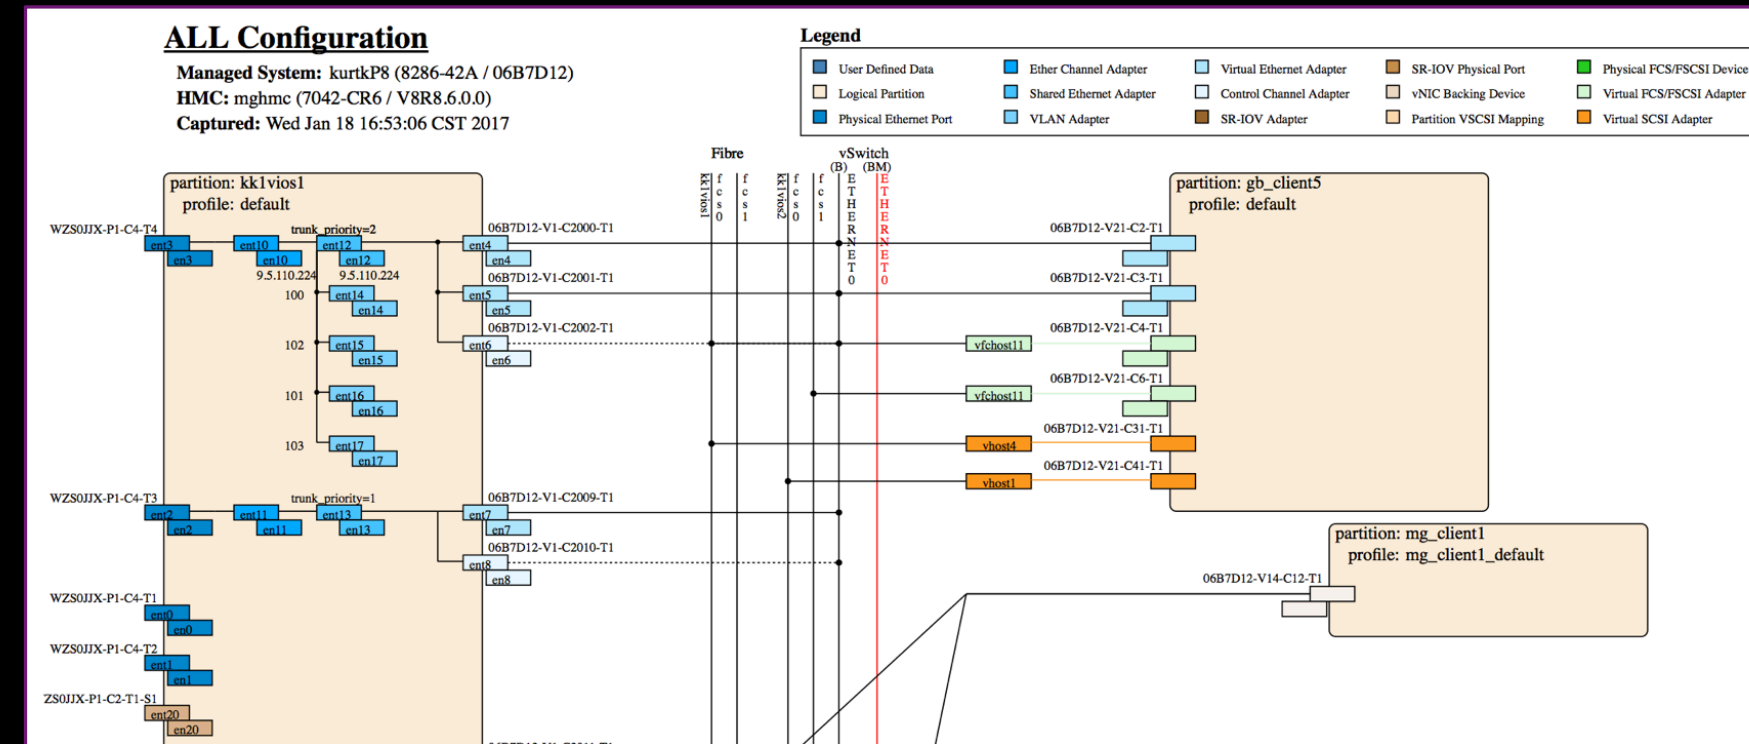 ALL Configuration
Managed System: kurtkP8 (8286-42A / 06B7D12)
HMC: mghmc (7042-CR6 / V8R8.6.0.0)
Captured: Wed Jan 18 16:53:06 CST 2017
Legend
User Defined Data
Ether Channel Adapter
Virtual Ethernet Adapter
SR-IOV Physical Port
Physical FCS/FSCSI Device
Logical Partition
Shared Ethernet Adapter
Control Channel Adapter
vNIC Backing Device
Virtual FCS/FSCSI Adapter
Physical Ethernet Port
VLAN Adapter
SR-IOV Adapter
Partition VSCSI Mapping
Virtual SCSI Adapter
Fibre
vSwitch
(B)
(BM)
kk1vios1
fcs0
fcs1
kk1vios2
fcs0
fcs1
ETHERNET0
ETHERNET0
partition: kk1vios1
profile: default
WZS0JJX-P1-C4-T4
ent3
en3
ent10
en10
9.5.110.224
trunk_priority=2
ent12
en12
9.5.110.224
100
ent14
en14
102
ent15
en15
101
ent16
en16
103
ent17
en17
06B7D12-V1-C2000-T1
ent4
en4
06B7D12-V1-C2001-T1
ent5
en5
06B7D12-V1-C2002-T1
ent6
en6
WZS0JJX-P1-C4-T3
ent2
en2
ent11
en11
trunk_priority=1
ent13
en13
06B7D12-V1-C2009-T1
ent7
en7
06B7D12-V1-C2010-T1
ent8
en8
WZS0JJX-P1-C4-T1
ent0
en0
WZS0JJX-P1-C4-T2
ent1
en1
ZS0JJX-P1-C2-T1-S1
ent20
en20
partition: gb_client5
profile: default
06B7D12-V21-C2-T1
06B7D12-V21-C3-T1
06B7D12-V21-C4-T1
vfchost11
06B7D12-V21-C6-T1
vfchost11
06B7D12-V21-C31-T1
vhost4
06B7D12-V21-C41-T1
vhost1
partition: mg_client1
profile: mg_client1_default
06B7D12-V14-C12-T1